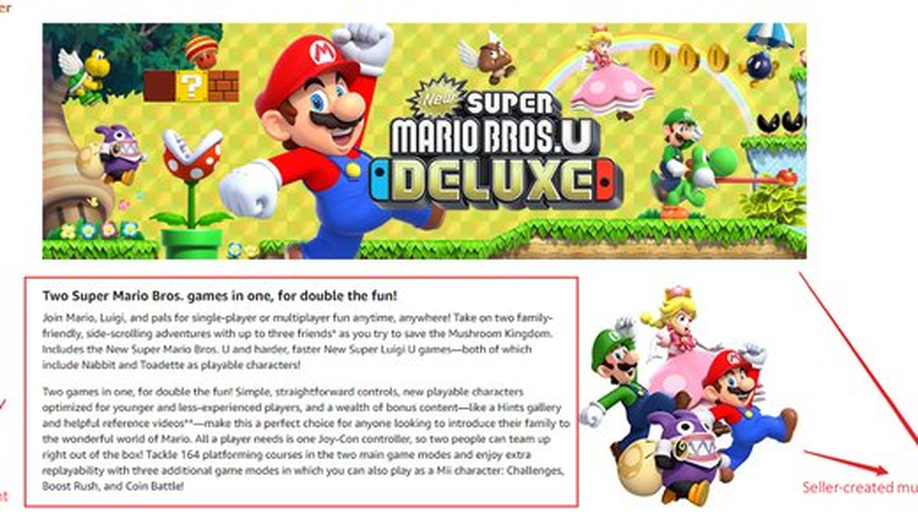 er
New SUPER
MARIO BROS.U
DELUXE
Two Super Mario Bros. games in one, for double the fun!
Join Mario, Luigi, and pals for single-player or multiplayer fun anytime, anywhere! Take on two family-
friendly, side-scrolling adventures with up to three friends* as you try to save the Mushroom Kingdom.
Includes the New Super Mario Bros. U and harder, faster New Super Luigi U games—both of which
include Nabbit and Toadette as playable characters!
Two games in one, for double the fun! Simple, straightforward controls, new playable characters
optimized for younger and less-experienced players, and a wealth of bonus content—like a Hints gallery
and helpful reference videos**—make this a perfect choice for anyone looking to introduce their family to
the wonderful world of Mario. All a player needs is one Joy-Con controller, so two people can team up
right out of the box! Tackle 164 platforming courses in the two main game modes and enjoy extra
replayability with three additional game modes in which you can also play as a Mii character: Challenges,
Boost Rush, and Coin Battle!
Seller-created mu